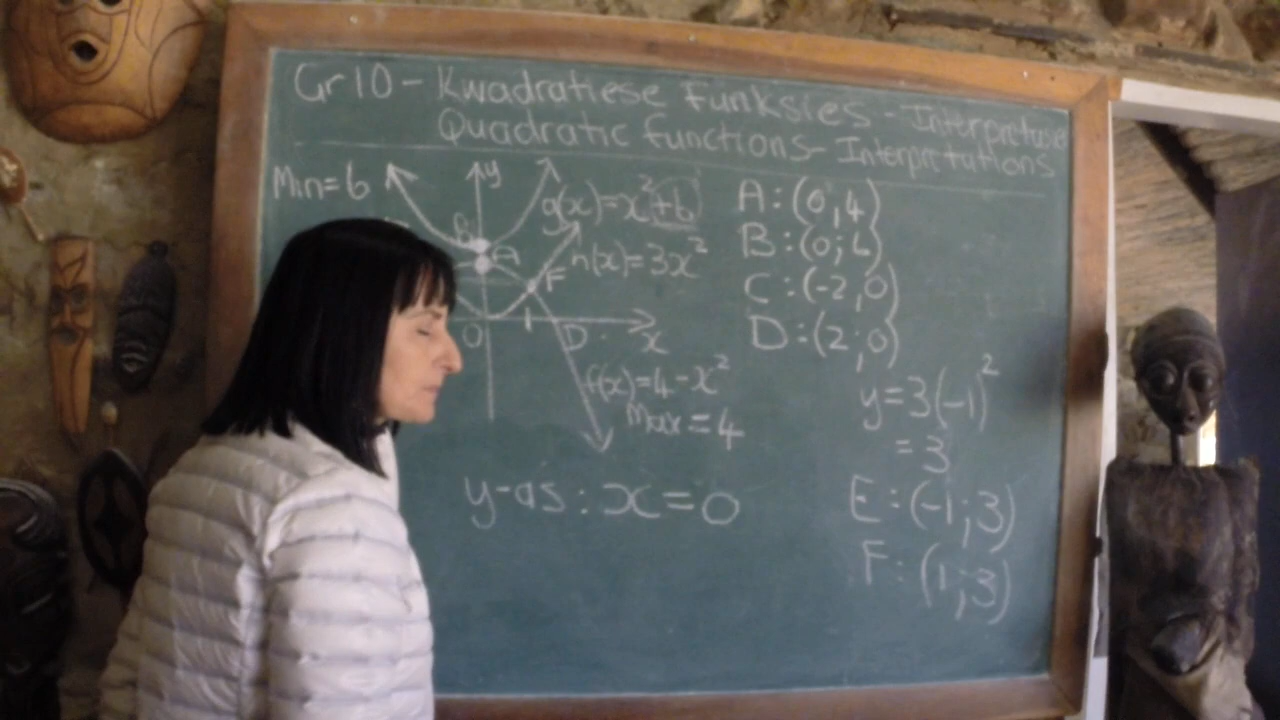 Gr 10 - Kwadratiese Funksies - Interpretasie
Quadratic functions - Interpretations
Min = 6
y
g(x) = x² + 6
B
A
h(x) = 3x²
F
O
1
D
x
f(x) = 4 - x²
Max = 4
y-as : x = 0
A : (0,4)
B : (0;6)
C : (-2,0)
D : (2;0)
y = 3(-1)²
= 3
E : (-1;3)
F : (1;3)